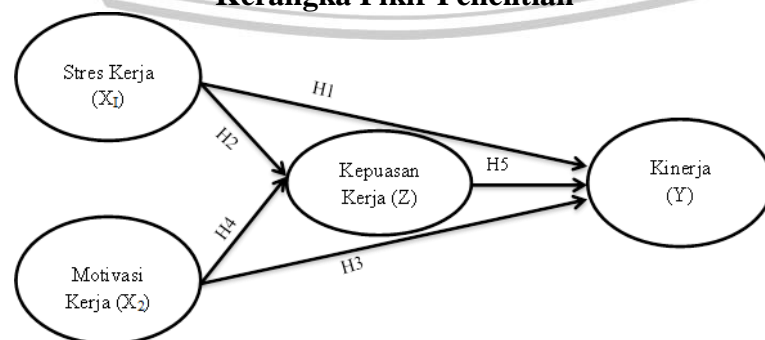 Kerangka Pikir Penelitian
Stres Kerja
(X1)
H1
H2
Kepuasan
Kerja (Z)
H5
Kinerja
(Y)
H4
H3
Motivasi
Kerja (X2)